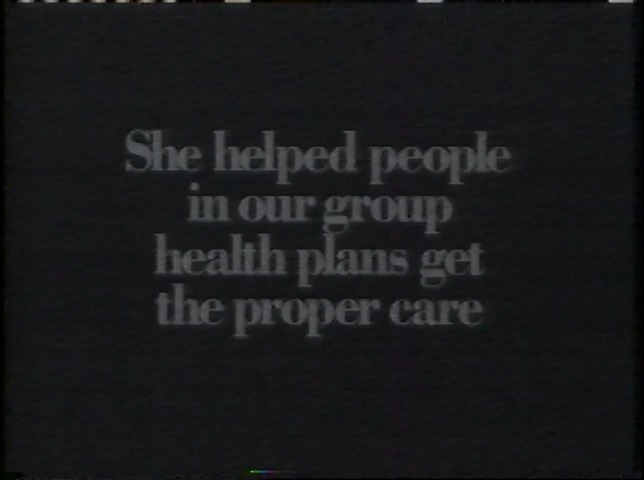 She helped people
in our group
health plans get
the proper care